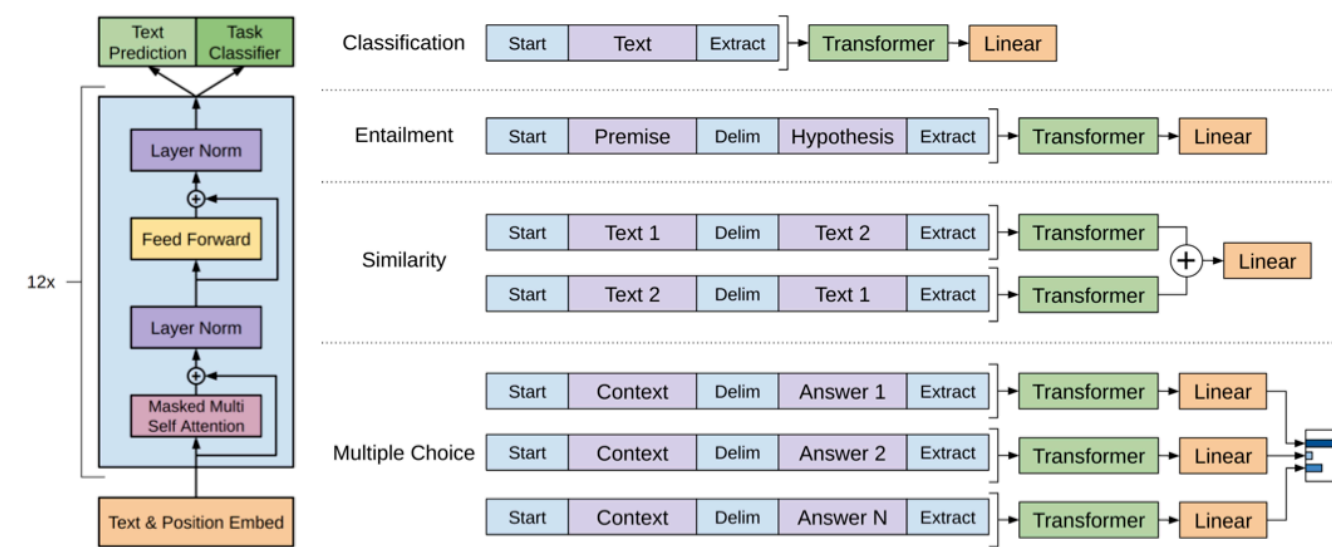 Text
Prediction
Task
Classifier
Layer Norm
Feed Forward
12x
Layer Norm
Masked Multi
Self Attention
Text & Position Embed
Classification Start Text Extract Transformer Linear
Entailment Start Premise Delim Hypothesis Extract Transformer Linear
Similarity
Start Text 1 Delim Text 2 Extract Transformer
Start Text 2 Delim Text 1 Extract Transformer
Linear
Multiple Choice
Start Context Delim Answer 1 Extract Transformer Linear
Start Context Delim Answer 2 Extract Transformer Linear
Start Context Delim Answer N Extract Transformer Linear